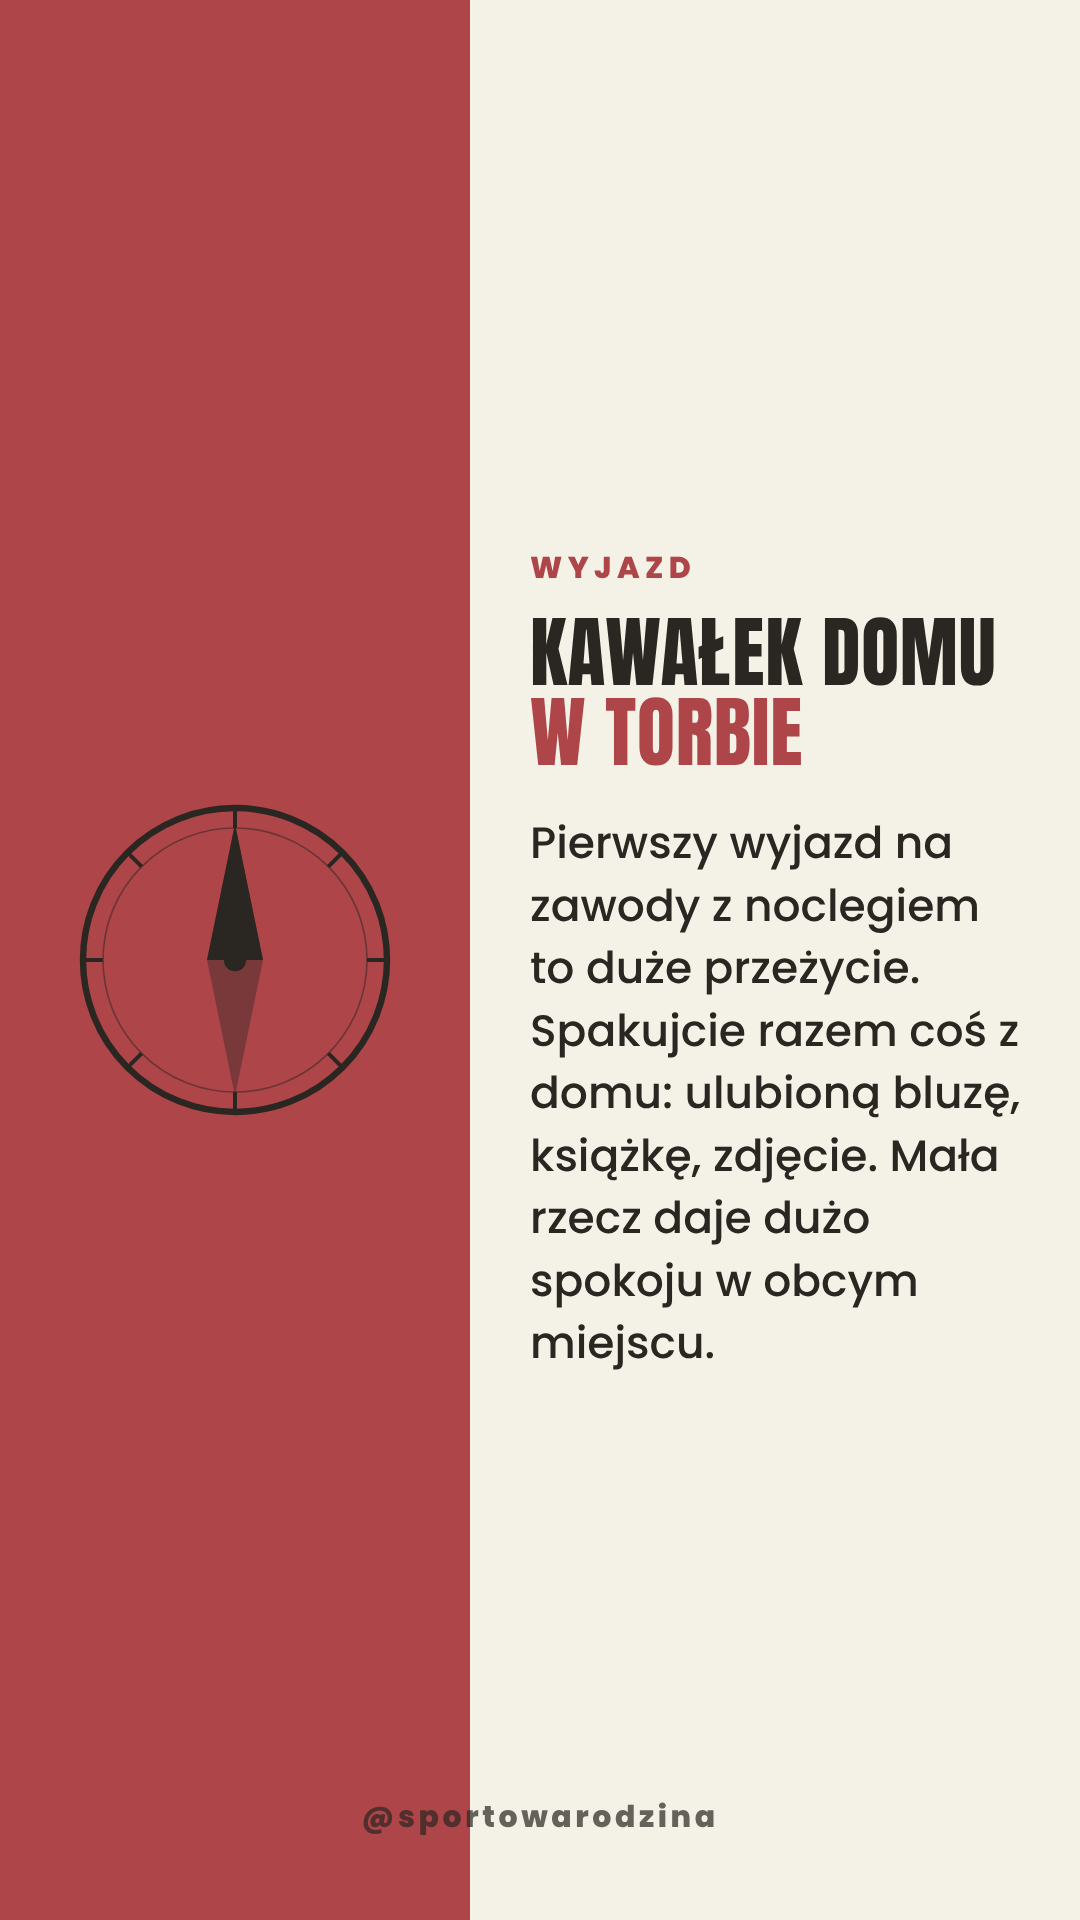 WYJAZD
KAWAŁEK DOMU
W TORBIE
Pierwszy wyjazd na
zawody z noclegiem
to duże przeżycie.
Spakujcie razem coś z
domu: ulubioną bluzę,
książkę, zdjęcie. Mała
rzecz daje dużo
spokoju w obcym
miejscu.
@sportowarodzina